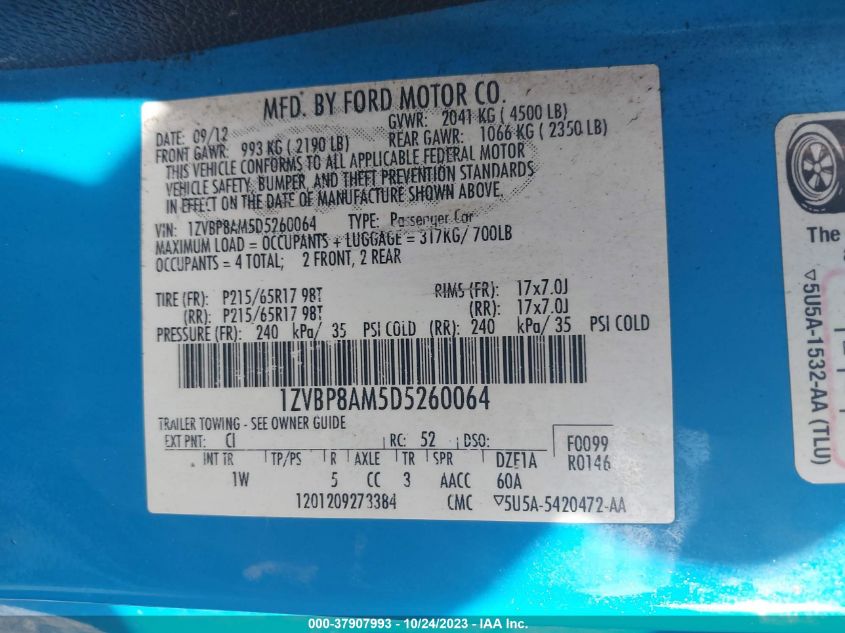 MFD. BY FORD MOTOR CO.
DATE: 09/12 GVWR: 2041 KG ( 4500 LB)
FRONT GAWR: 993 KG ( 2190 LB) REAR GAWR: 1066 KG ( 2350 LB)
THIS VEHICLE CONFORMS TO ALL APPLICABLE FEDERAL MOTOR
VEHICLE SAFETY, BUMPER, AND THEFT PREVENTION STANDARDS
IN EFFECT ON THE DATE OF MANUFACTURE SHOWN ABOVE.
VIN: 1ZVBP8AM5D5260064 TYPE: Passenger Car
MAXIMUM LOAD = OCCUPANTS + LUGGAGE = 317KG/ 700LB
OCCUPANTS = 4 TOTAL; 2 FRONT, 2 REAR
TIRE (FR): P215/65R17 98T RIMS (FR): 17x7.0J
(RR): P215/65R17 98T (RR): 17x7.0J
PRESSURE (FR): 240 kPa/ 35 PSI COLD (RR): 240 kPa/ 35 PSI COLD
1ZVBP8AM5D5260064
TRAILER TOWING - SEE OWNER GUIDE
EXT PNT: CI RC: 52 DSO: F0099
INT TR TP/PS R AXLE TR SPR DZE1A R0146
1W 5 CC 3 AACC 60A
1201209273384 CMC ▽5U5A-5420472-AA
The
▽5U5A-1532-AA (TLU)
000-37907993 - 10/24/2023 - IAA Inc.